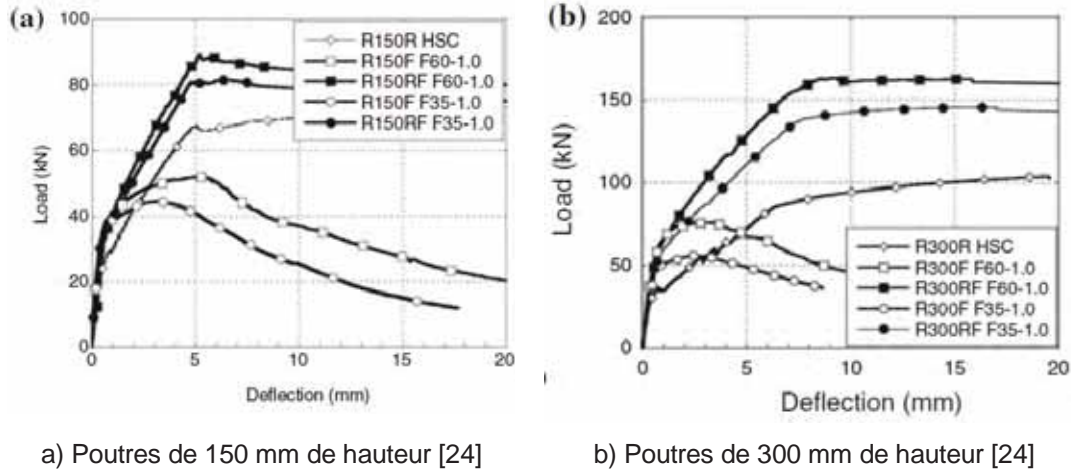 (a)
100
80
60
40
20
0
Load (kN)
R150R HSC
R150F F60-1.0
R150RF F60-1.0
R150F F35-1.0
R150RF F35-1.0
0 5 10 15 20
Deflection (mm)
(b)
200
150
100
50
0
Load (kN)
R300R HSC
R300F F60-1.0
R300RF F60-1.0
R300F F35-1.0
R300RF F35-1.0
0 5 10 15 20
Deflection (mm)
a) Poutres de 150 mm de hauteur [24]
b) Poutres de 300 mm de hauteur [24]